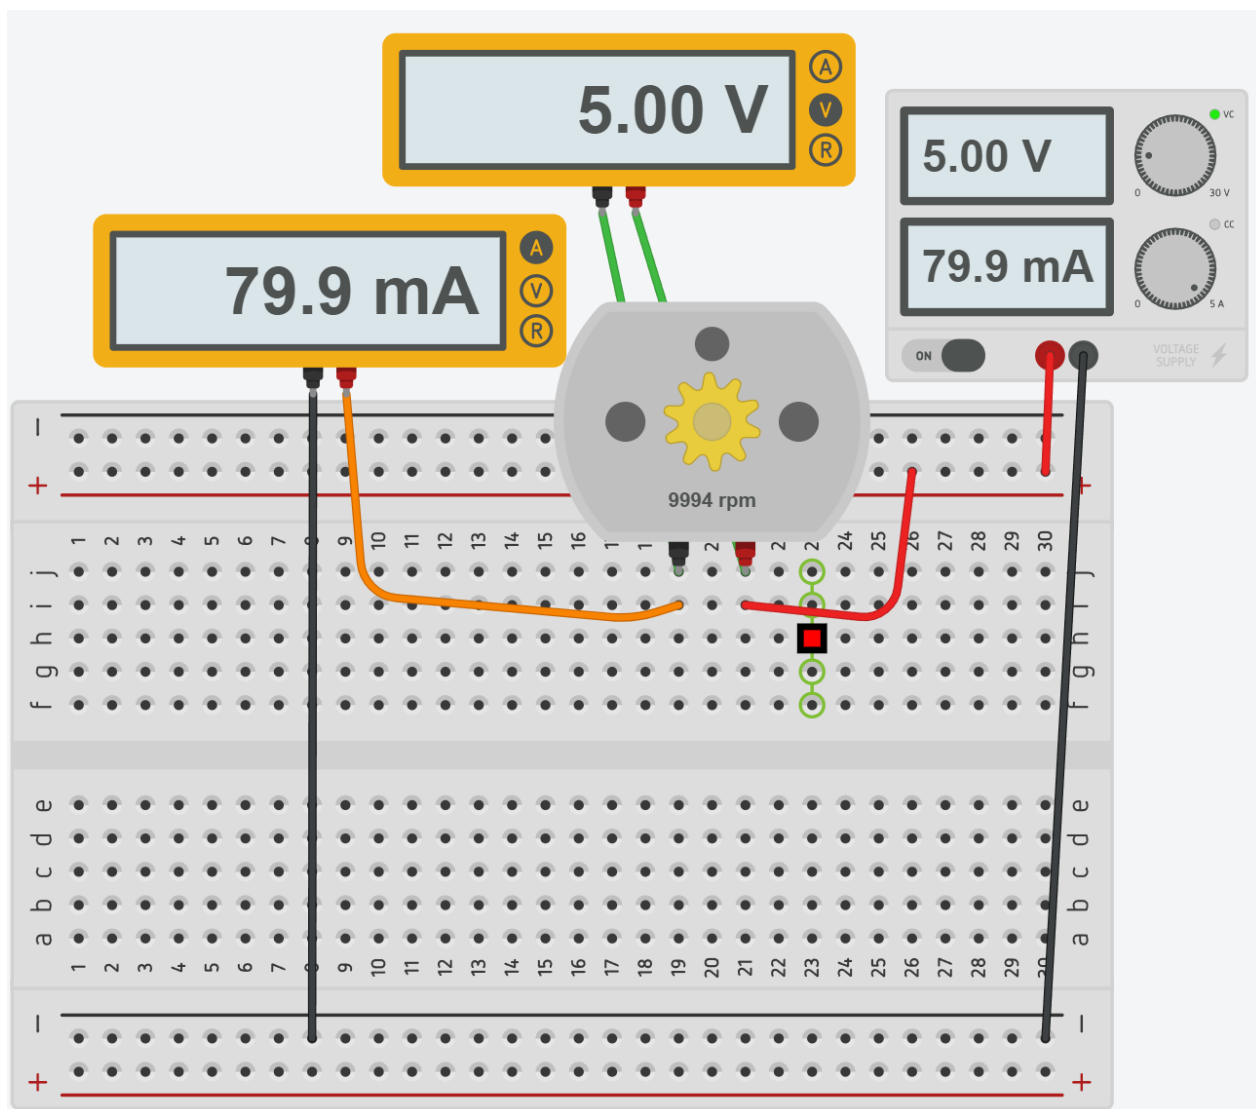 5.00 V
A
V
R
VC
5.00 V
0
30 V
79.9 mA
A
V
R
CC
79.9 mA
0
5 A
ON
VOLTAGE
SUPPLY
9994 rpm
−
+
+
1 2 3 4 5 6 7 8 9 10 11 12 13 14 15 16 24 25 26 27 28 29 30
j j
i i
h h
g g
f f
e e
d d
c c
b b
a a
1 2 3 4 5 6 7 8 9 10 11 12 13 14 15 16 17 18 19 20 21 22 23 24 25 26 27 28 29 30
− −
+ +